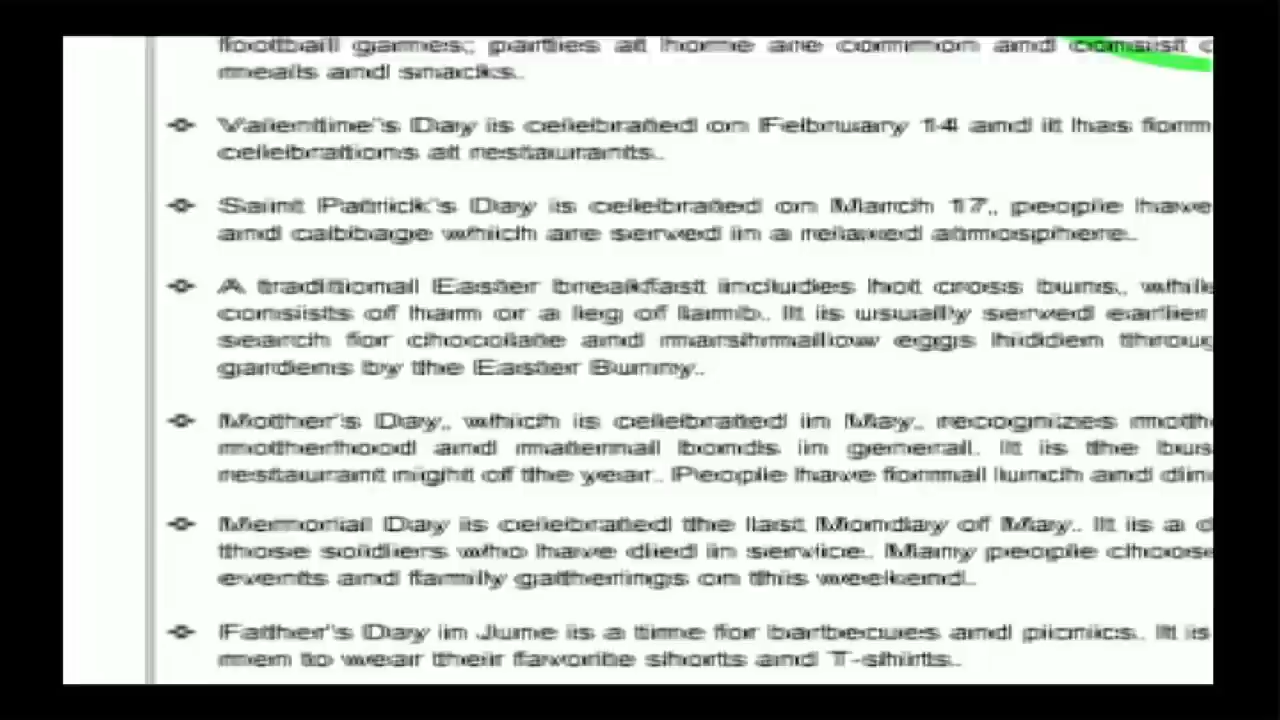 football games; parties at home are common and consist
meals and snacks.
Valentine's Day is celebrated on February 14 and it has form
celebrations at restaurants.
Saint Patrick's Day is celebrated on March 17, people have
and cabbage which are served in a relaxed atmosphere.
A traditional Easter breakfast includes hot cross buns, while
consists of ham or a leg of lamb. It is usually served earlier
search for chocolate and marshmallow eggs hidden throug
gardens by the Easter Bunny.
Mother's Day, which is celebrated in May, recognizes mothe
motherhood and maternal bonds in general. It is the bus
restaurant night of the year. People have formal lunch and din
Memorial Day is celebrated the last Monday of May. It is a d
those soldiers who have died in service. Many people choose
events and family gatherings on this weekend.
Father's Day in June is a time for barbecues and picnics. It is
men to wear their favorite shorts and T-shirts.